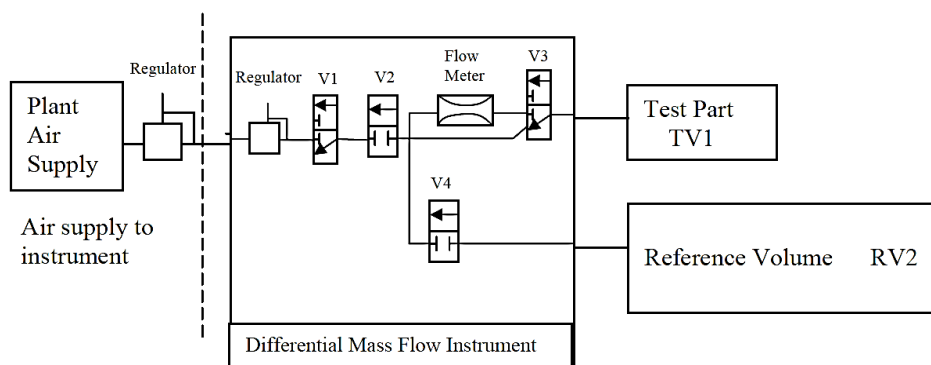 Regulator
Plant
Air
Supply
Air supply to
instrument
Regulator
V1
V2
Flow
Meter
V3
V4
Test Part
TV1
Reference Volume RV2
Differential Mass Flow Instrument